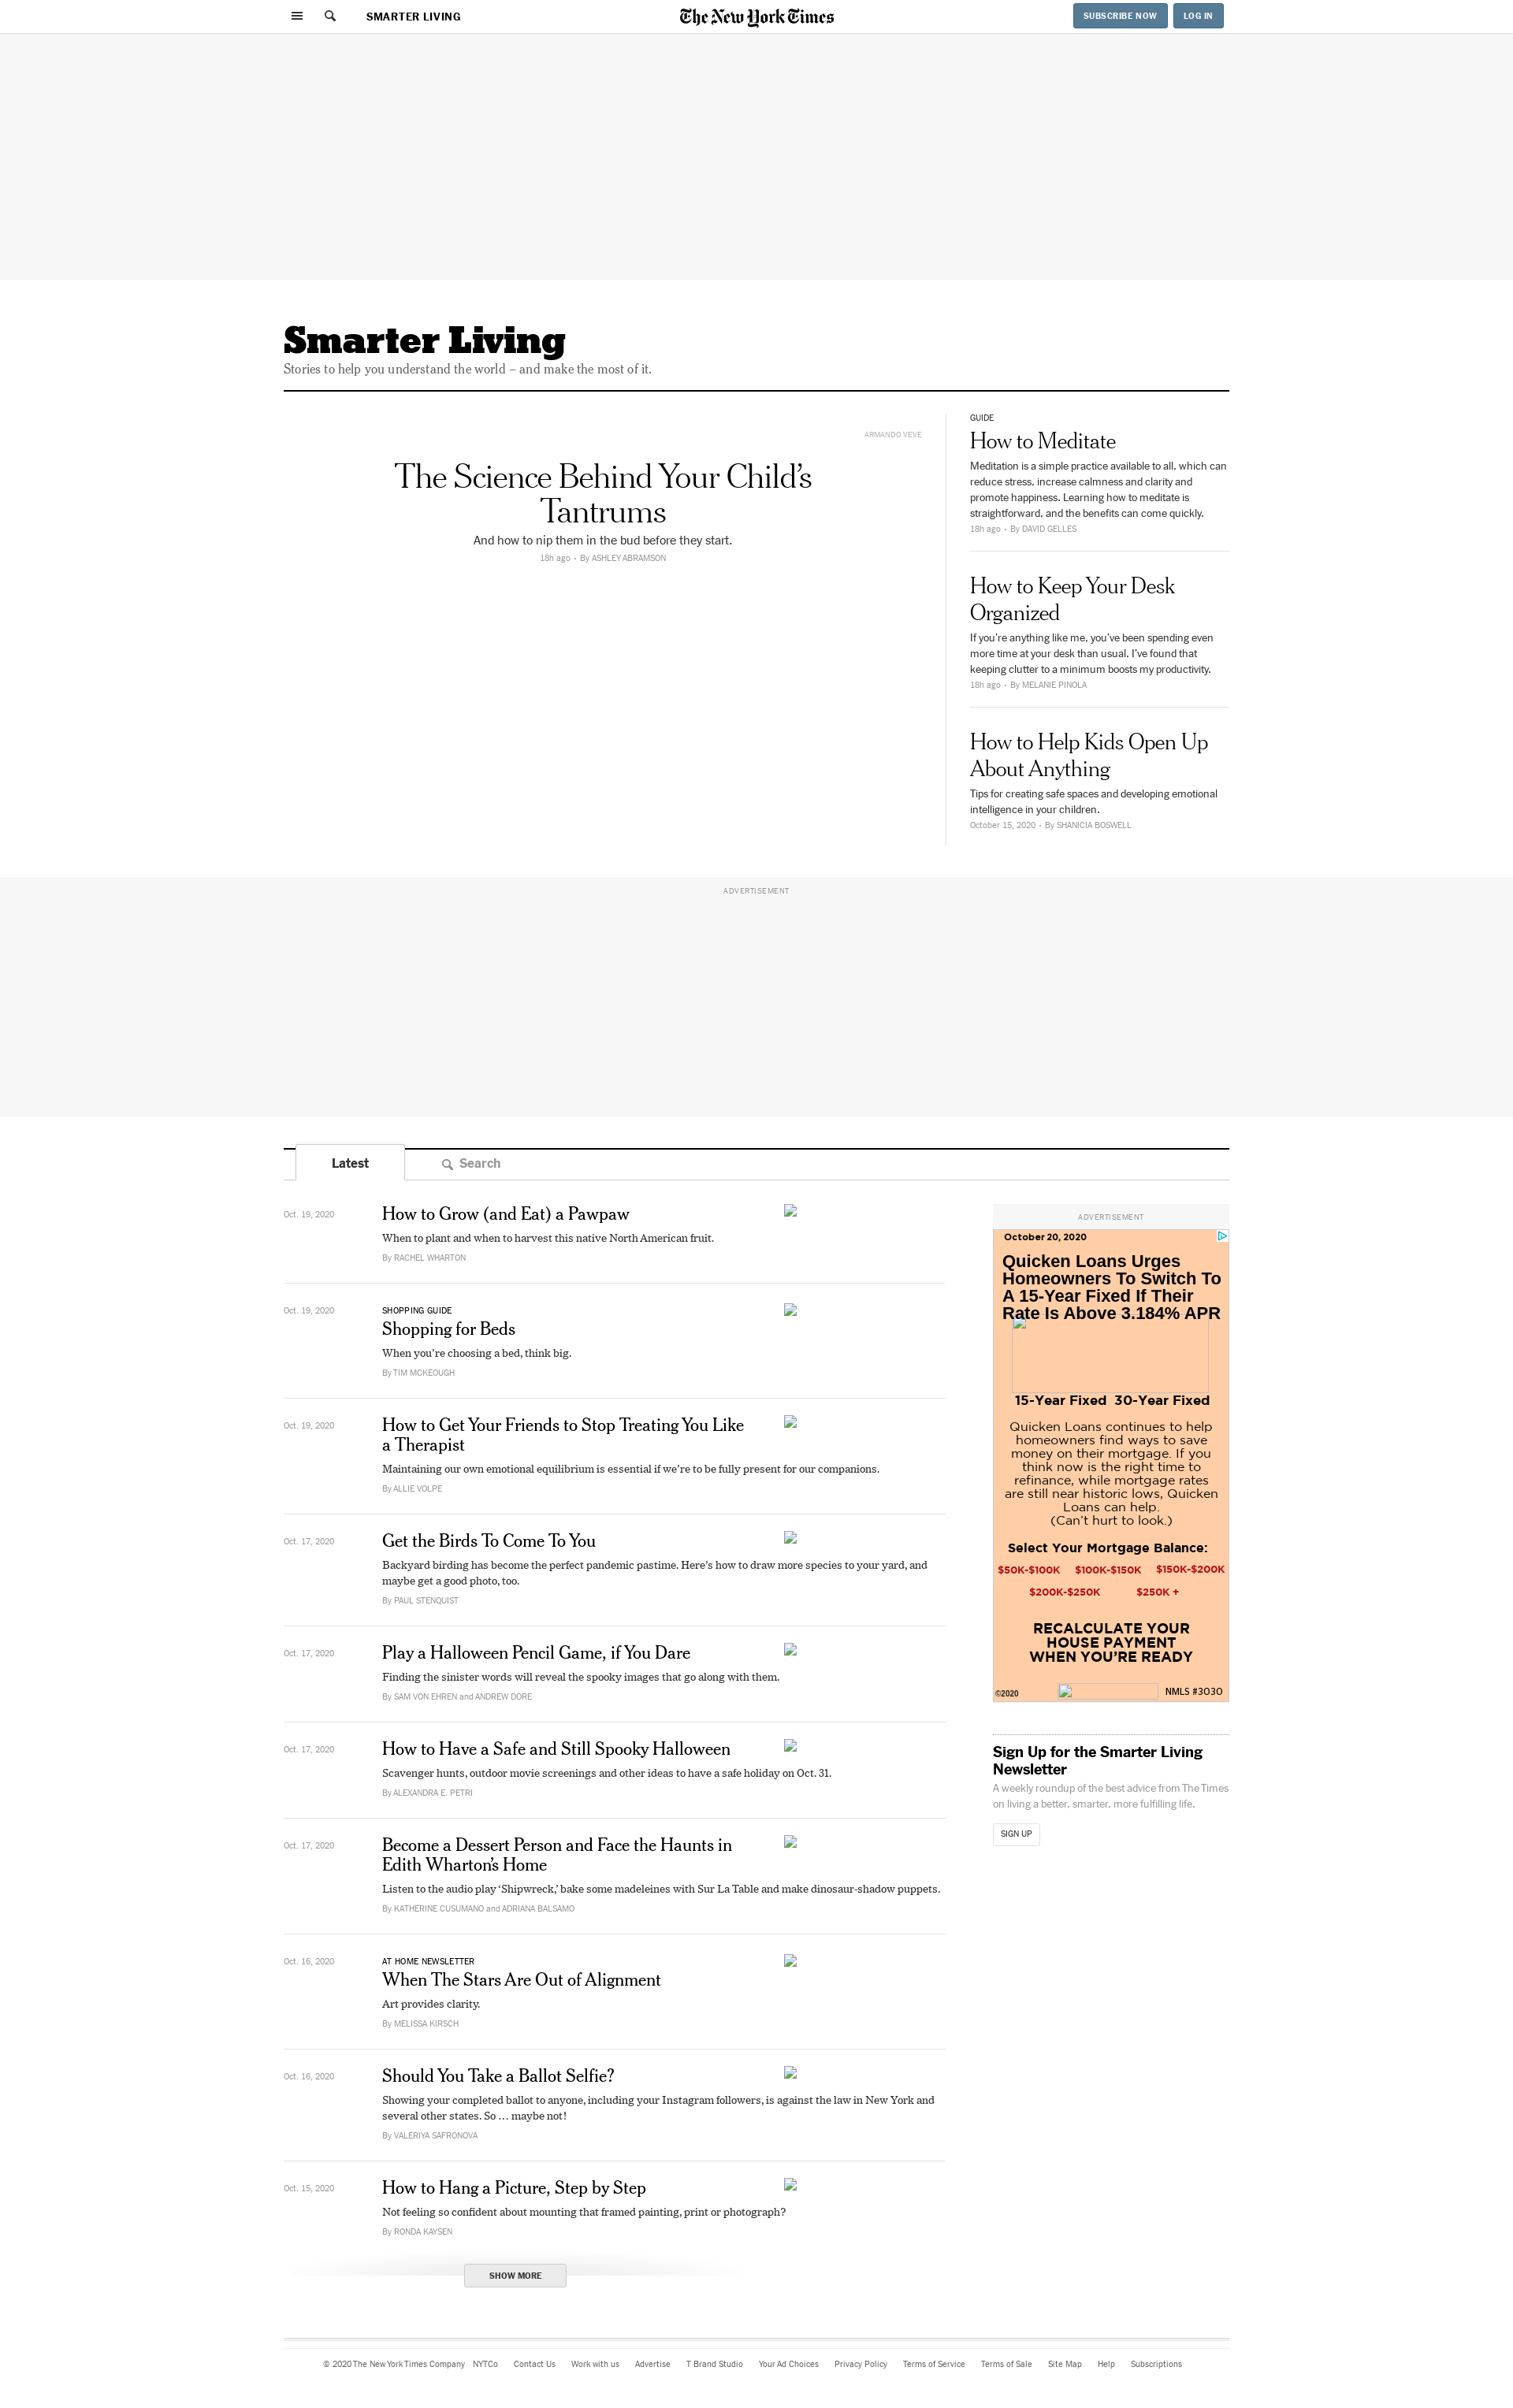 SMARTER LIVING
The New York Times
SUBSCRIBE NOW
LOG IN
Smarter Living
Stories to help you understand the world – and make the most of it.
ARMANDO VEVE
The Science Behind Your Child's
Tantrums
And how to nip them in the bud before they start.
18h ago • By ASHLEY ABRAMSON
GUIDE
How to Meditate
Meditation is a simple practice available to all, which can
reduce stress, increase calmness and clarity and
promote happiness. Learning how to meditate is
straightforward, and the benefits can come quickly.
18h ago • By DAVID GELLES
How to Keep Your Desk
Organized
If you're anything like me, you've been spending even
more time at your desk than usual. I've found that
keeping clutter to a minimum boosts my productivity.
18h ago • By MELANIE PINOLA
How to Help Kids Open Up
About Anything
Tips for creating safe spaces and developing emotional
intelligence in your children.
October 15, 2020 • By SHANICIA BOSWELL
ADVERTISEMENT
Latest
Search
Oct. 19, 2020
How to Grow (and Eat) a Pawpaw
When to plant and when to harvest this native North American fruit.
By RACHEL WHARTON
Oct. 19, 2020
SHOPPING GUIDE
Shopping for Beds
When you're choosing a bed, think big.
By TIM MCKEOUGH
Oct. 19, 2020
How to Get Your Friends to Stop Treating You Like
a Therapist
Maintaining our own emotional equilibrium is essential if we're to be fully present for our companions.
By ALLIE VOLPE
Oct. 17, 2020
Get the Birds To Come To You
Backyard birding has become the perfect pandemic pastime. Here's how to draw more species to your yard, and
maybe get a good photo, too.
By PAUL STENQUIST
Oct. 17, 2020
Play a Halloween Pencil Game, if You Dare
Finding the sinister words will reveal the spooky images that go along with them.
By SAM VON EHREN and ANDREW DORE
Oct. 17, 2020
How to Have a Safe and Still Spooky Halloween
Scavenger hunts, outdoor movie screenings and other ideas to have a safe holiday on Oct. 31.
By ALEXANDRA E. PETRI
Oct. 17, 2020
Become a Dessert Person and Face the Haunts in
Edith Wharton's Home
Listen to the audio play 'Shipwreck,' bake some madeleines with Sur La Table and make dinosaur-shadow puppets.
By KATHERINE CUSUMANO and ADRIANA BALSAMO
Oct. 16, 2020
AT HOME NEWSLETTER
When The Stars Are Out of Alignment
Art provides clarity.
By MELISSA KIRSCH
Oct. 16, 2020
Should You Take a Ballot Selfie?
Showing your completed ballot to anyone, including your Instagram followers, is against the law in New York and
several other states. So … maybe not!
By VALERIYA SAFRONOVA
Oct. 15, 2020
How to Hang a Picture, Step by Step
Not feeling so confident about mounting that framed painting, print or photograph?
By RONDA KAYSEN
SHOW MORE
ADVERTISEMENT
October 20, 2020
Quicken Loans Urges
Homeowners To Switch To
A 15-Year Fixed If Their
Rate Is Above 3.184% APR
15-Year Fixed 30-Year Fixed
Quicken Loans continues to help
homeowners find ways to save
money on their mortgage. If you
think now is the right time to
refinance, while mortgage rates
are still near historic lows, Quicken
Loans can help.
(Can't hurt to look.)
Select Your Mortgage Balance:
$50K-$100K $100K-$150K $150K-$200K
$200K-$250K $250K +
RECALCULATE YOUR
HOUSE PAYMENT
WHEN YOU'RE READY
©2020
NMLS #3030
Sign Up for the Smarter Living
Newsletter
A weekly roundup of the best advice from The Times
on living a better, smarter, more fulfilling life.
SIGN UP
© 2020 The New York Times Company NYTCo Contact Us Work with us Advertise T Brand Studio Your Ad Choices Privacy Policy Terms of Service Terms of Sale Site Map Help Subscriptions